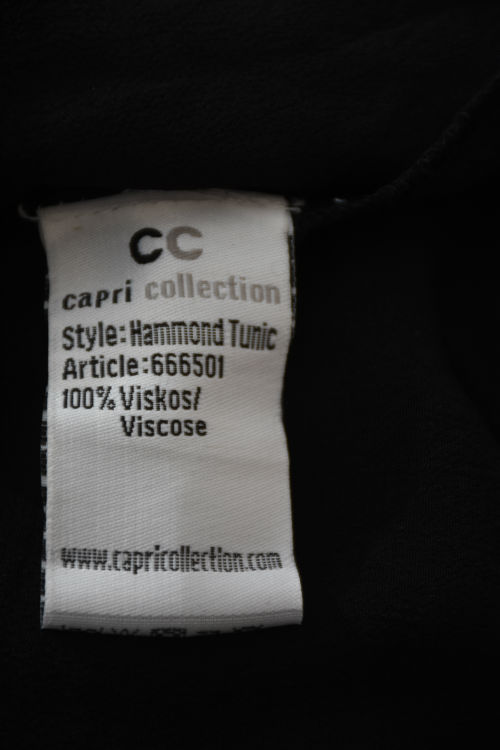 CC
capri collection
Style: Hammond Tunic
Article: 666501
100% Viskos/
Viscose
www.capricollection.com